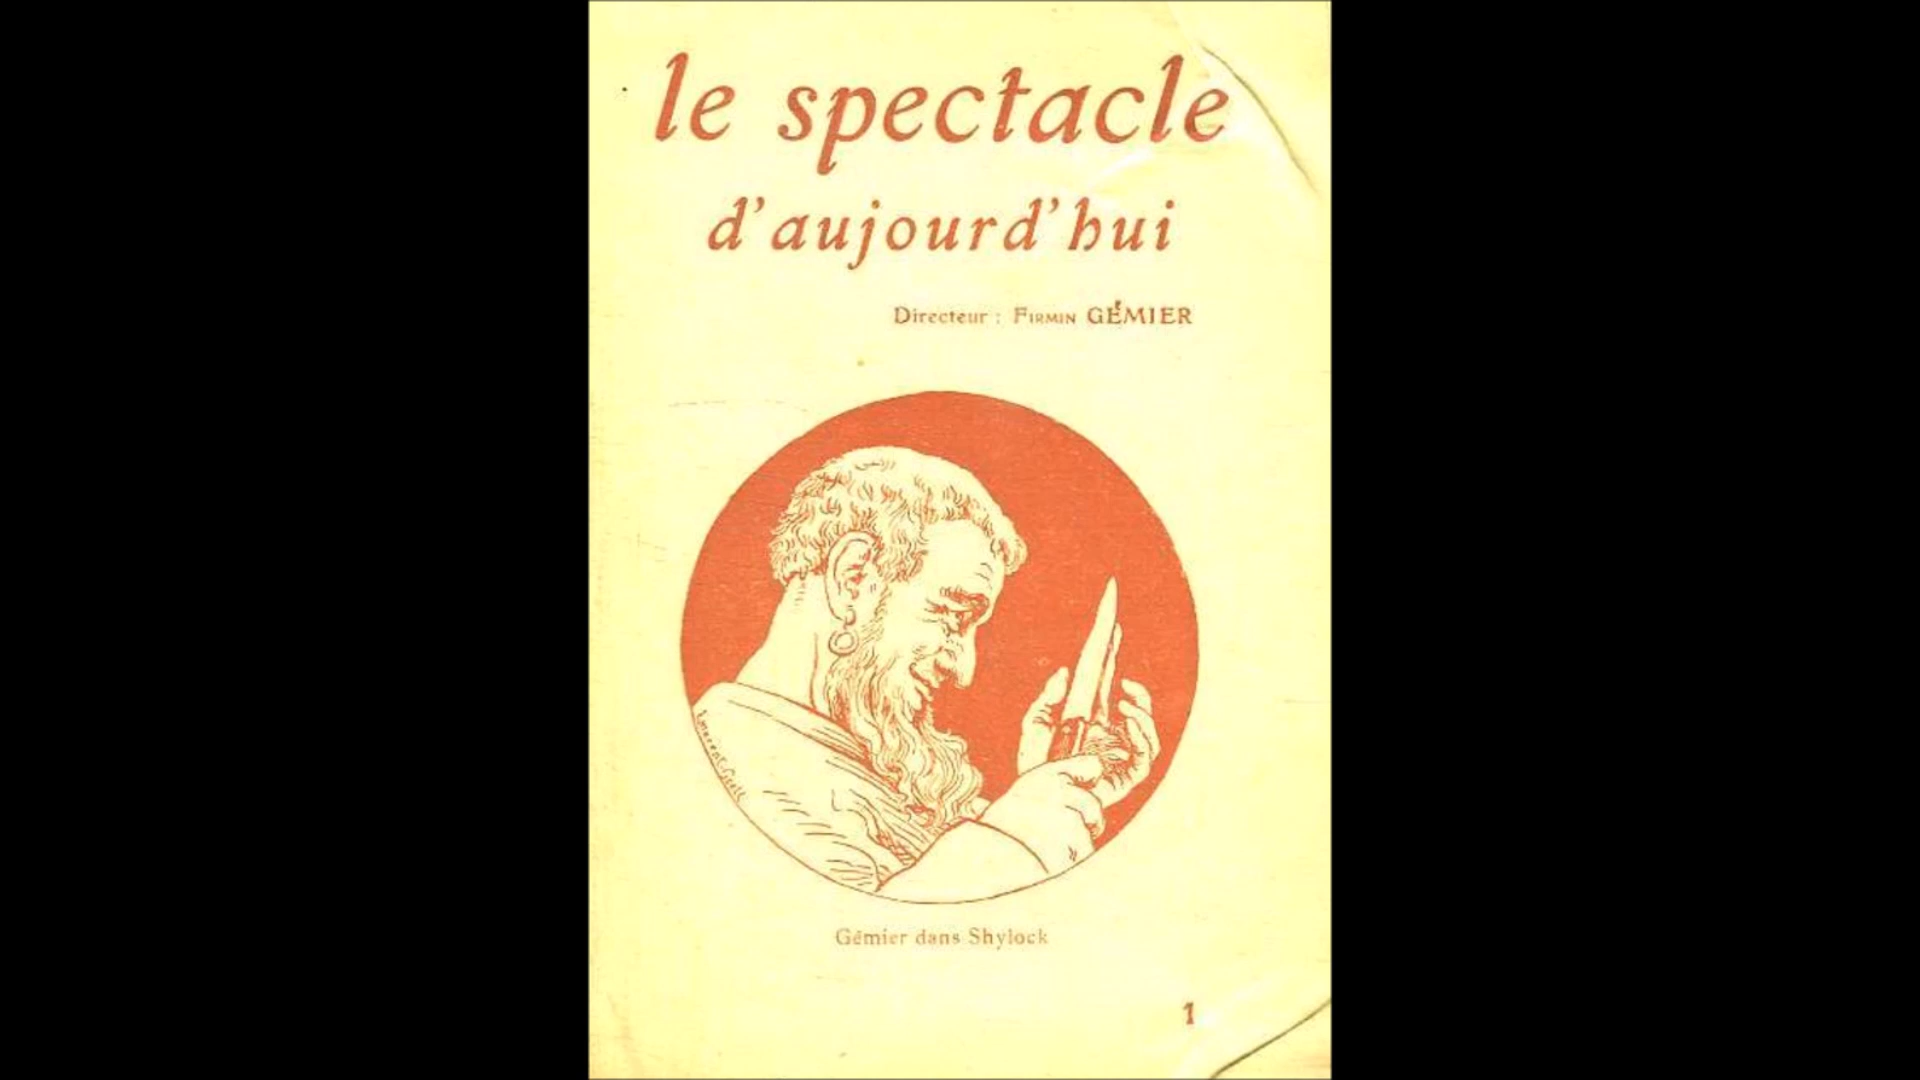 le spectacle
d'aujourd'hui
Directeur : Firmin GÉMIER
Gémier dans Shylock
1